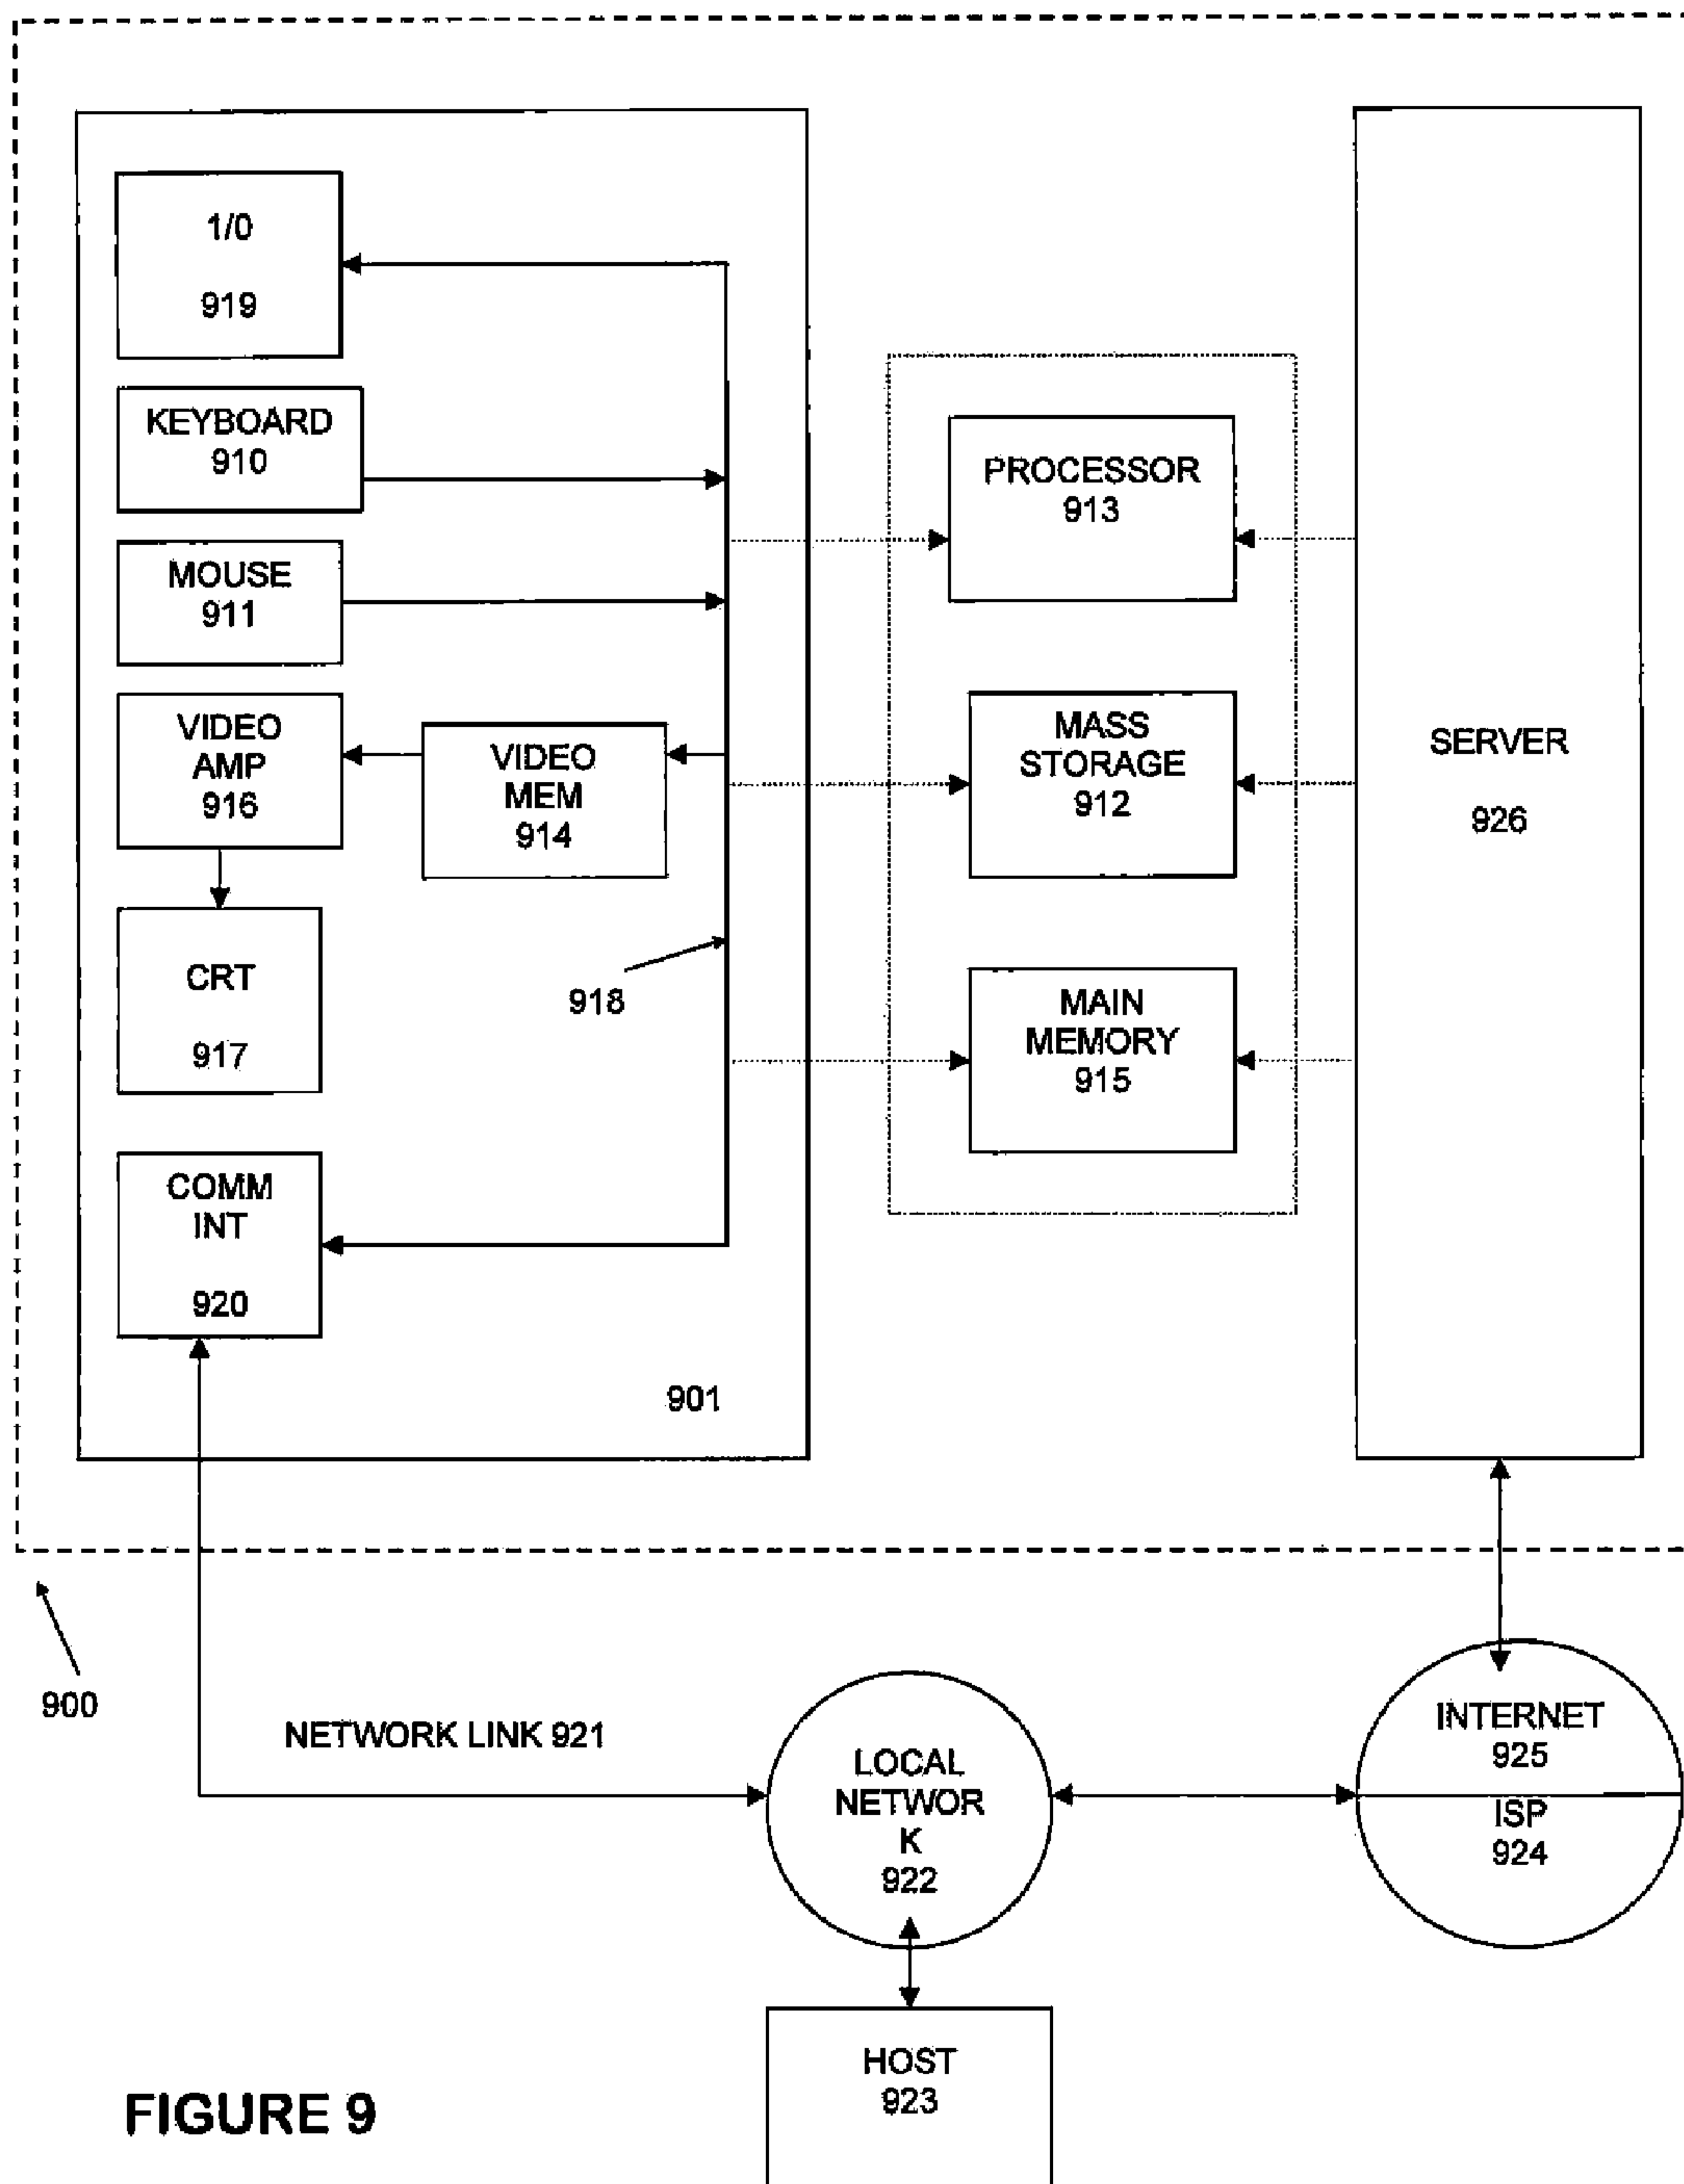 1/0
919
KEYBOARD
910
MOUSE
911
VIDEO
AMP
916
VIDEO
MEM
914
CRT
917
918
COMM
INT
920
901
PROCESSOR
913
MASS
STORAGE
912
MAIN
MEMORY
915
SERVER
926
900
NETWORK LINK 921
LOCAL
NETWOR
K
922
INTERNET
925
ISP
924
HOST
923
FIGURE 9